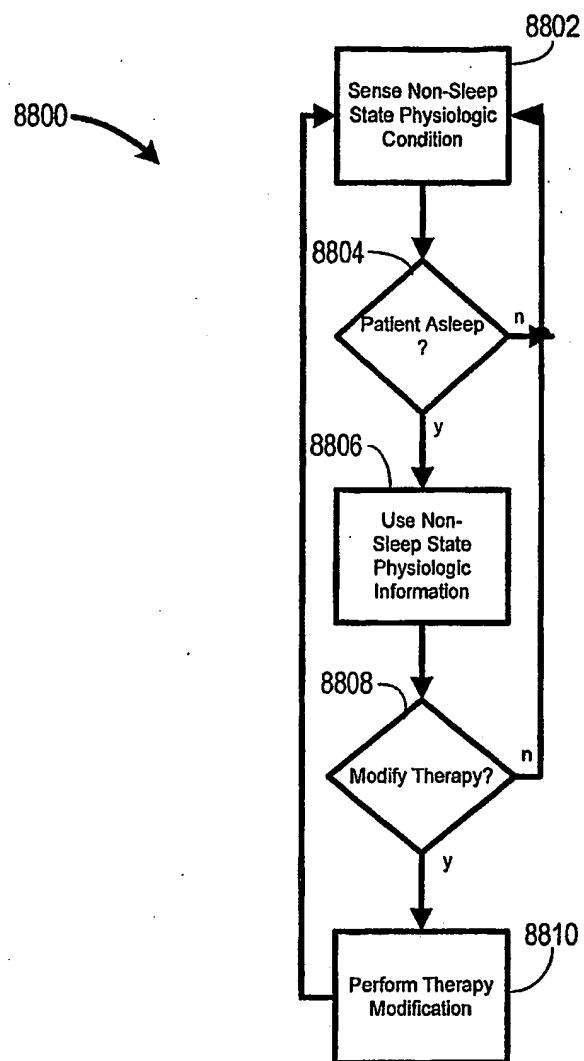 8802
Sense Non-Sleep
State Physiologic
Condition
8800
8804
Patient Asleep
?
n
y
8806
Use Non-
Sleep State
Physiologic
Information
8808
Modify Therapy?
n
y
8810
Perform Therapy
Modification